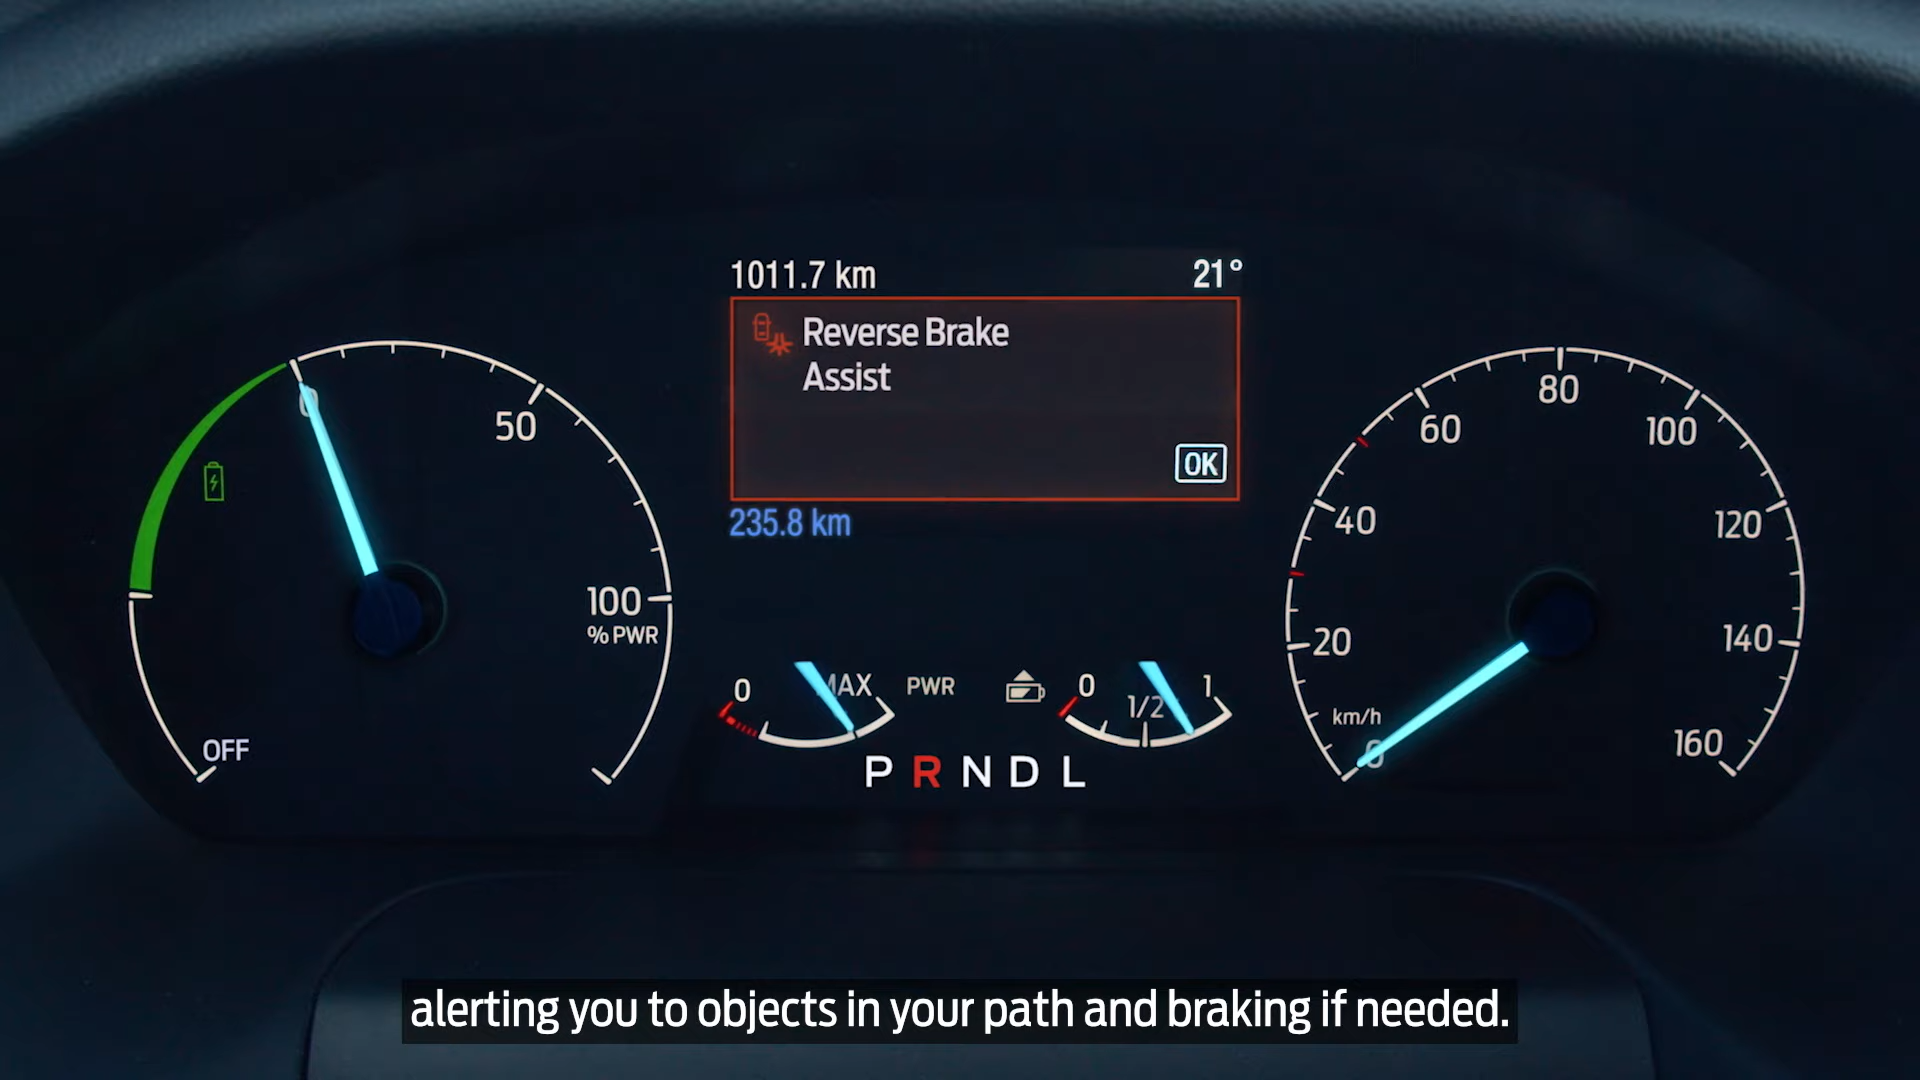 1011.7 km 21°
Reverse Brake
Assist
OK
235.8 km
0
50
100
% PWR
OFF
0 MAX PWR
0 1/2 1
P R N D L
0
20
40
60
80
100
120
140
160
km/h
alerting you to objects in your path and braking if needed.